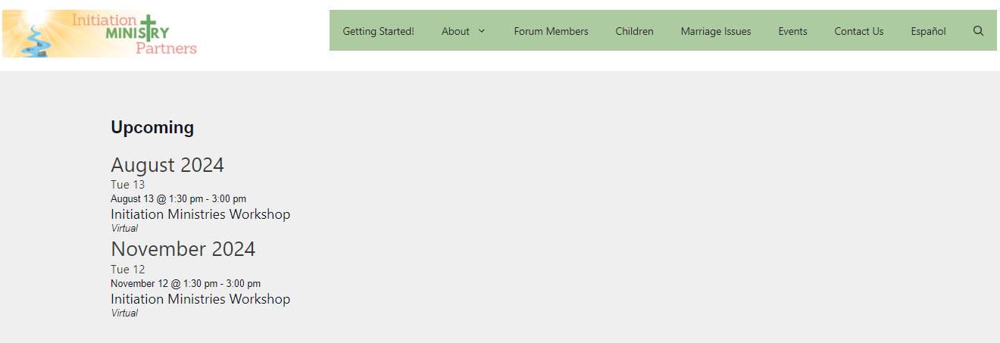 Initiation
MINISTRY
Partners
Getting Started!
About
Forum Members
Children
Marriage Issues
Events
Contact Us
Español
Upcoming
August 2024
Tue 13
August 13 @ 1:30 pm - 3:00 pm
Initiation Ministries Workshop
Virtual
November 2024
Tue 12
November 12 @ 1:30 pm - 3:00 pm
Initiation Ministries Workshop
Virtual